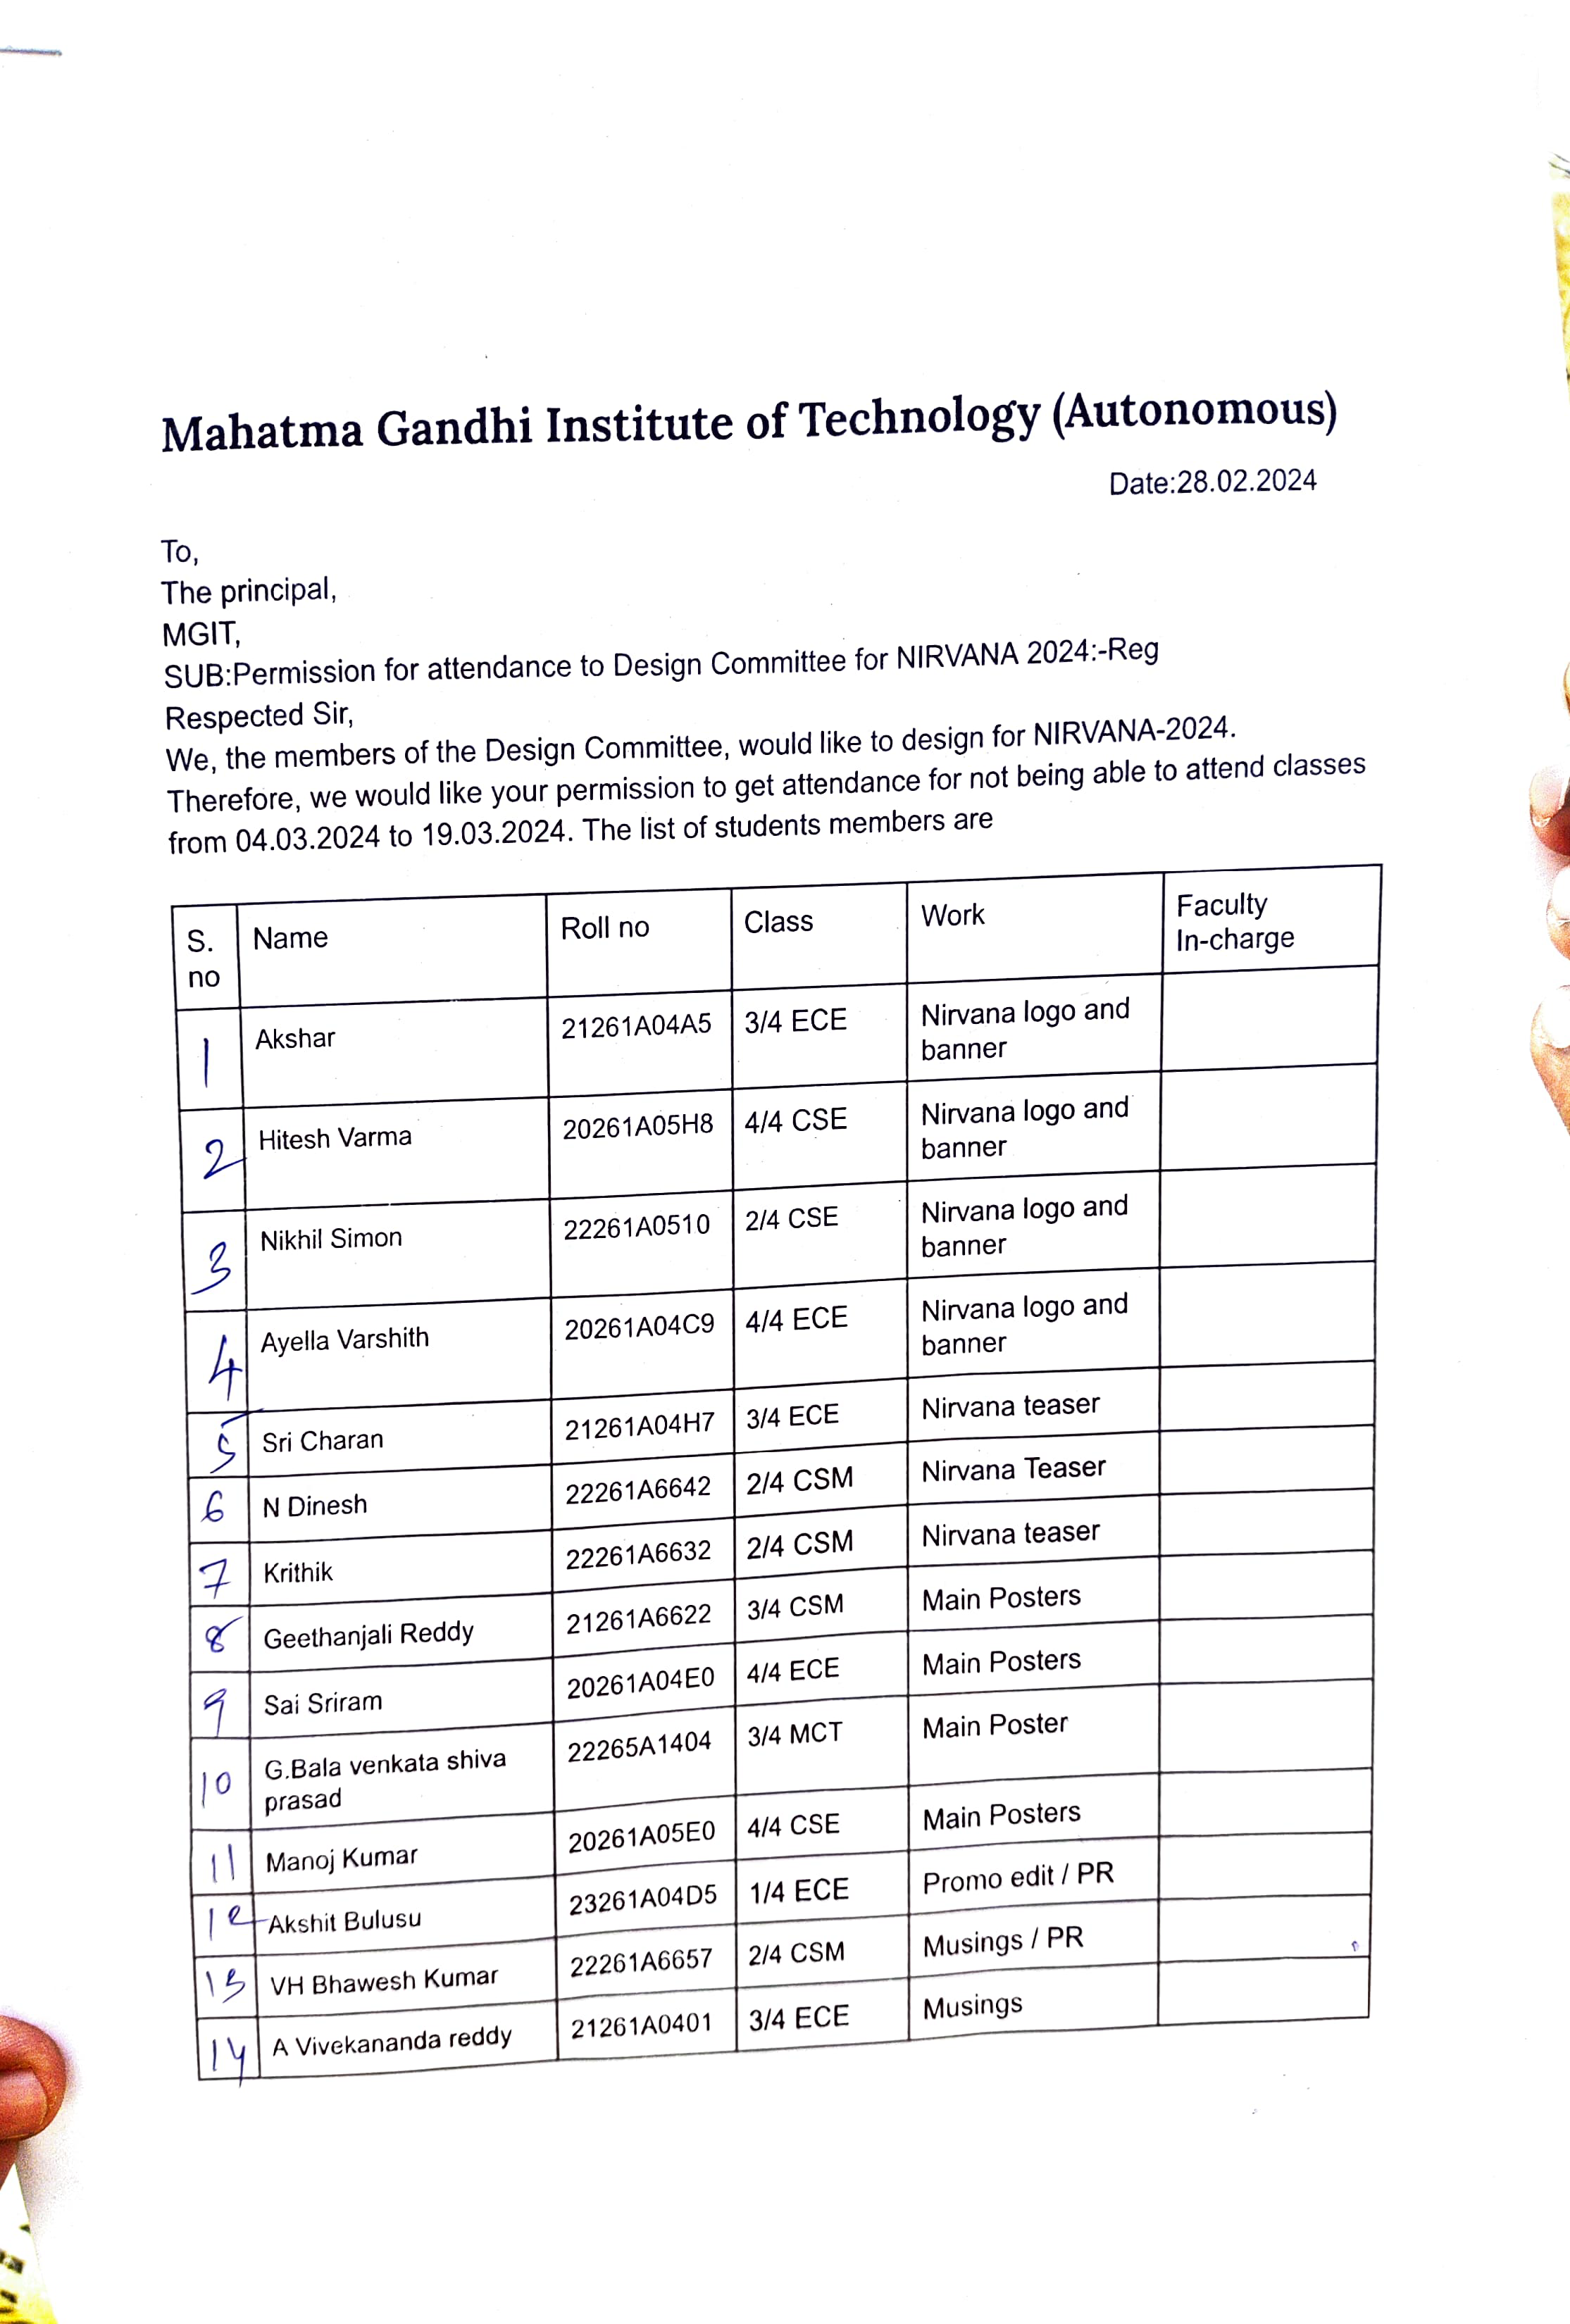 Mahatma Gandhi Institute of Technology (Autonomous)
Date:28.02.2024
To,
The principal,
MGIT,
SUB:Permission for attendance to Design Committee for NIRVANA 2024:-Reg
Respected Sir,
We, the members of the Design Committee, would like to design for NIRVANA-2024.
Therefore, we would like your permission to get attendance for not being able to attend classes
from 04.03.2024 to 19.03.2024. The list of students members are
S. no Name Roll no Class Work Faculty In-charge
1 Akshar 21261A04A5 3/4 ECE Nirvana logo and banner
2 Hitesh Varma 20261A05H8 4/4 CSE Nirvana logo and banner
3 Nikhil Simon 22261A0510 2/4 CSE Nirvana logo and banner
4 Ayella Varshith 20261A04C9 4/4 ECE Nirvana logo and banner
5 Sri Charan 21261A04H7 3/4 ECE Nirvana teaser
6 N Dinesh 22261A6642 2/4 CSM Nirvana Teaser
7 Krithik 22261A6632 2/4 CSM Nirvana teaser
8 Geethanjali Reddy 21261A6622 3/4 CSM Main Posters
9 Sai Sriram 20261A04E0 4/4 ECE Main Posters
10 G.Bala venkata shiva prasad 22265A1404 3/4 MCT Main Poster
11 Manoj Kumar 20261A05E0 4/4 CSE Main Posters
12 Akshit Bulusu 23261A04D5 1/4 ECE Promo edit / PR
13 VH Bhawesh Kumar 22261A6657 2/4 CSM Musings / PR
14 A Vivekananda reddy 21261A0401 3/4 ECE Musings